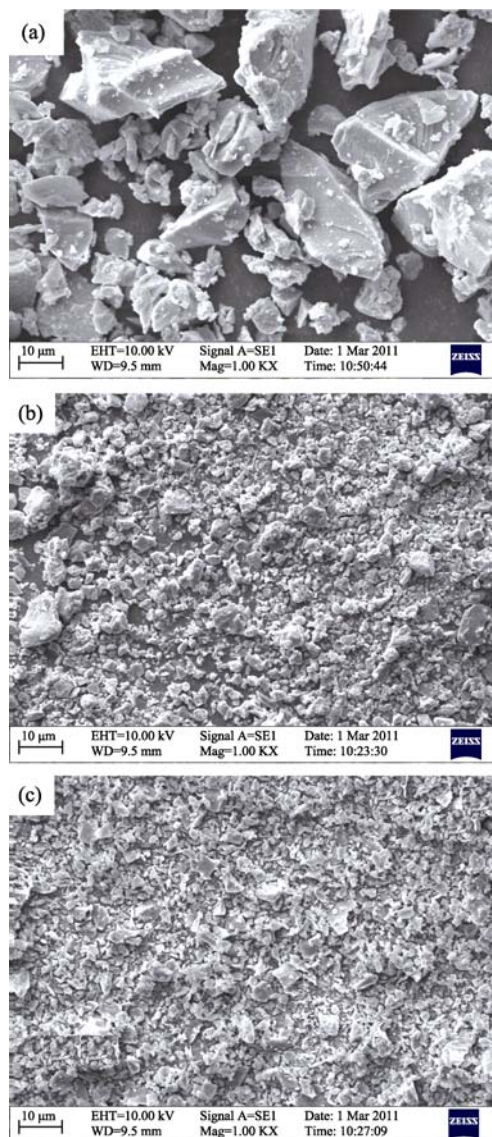 (a)
10 μm EHT=10.00 kV Signal A=SE1 Date: 1 Mar 2011 ZEISS
WD=9.5 mm Mag=1.00 KX Time: 10:50:44
(b)
10 μm EHT=10.00 kV Signal A=SE1 Date: 1 Mar 2011 ZEISS
WD=9.5 mm Mag=1.00 KX Time: 10:23:30
(c)
10 μm EHT=10.00 kV Signal A=SE1 Date: 1 Mar 2011 ZEISS
WD=9.5 mm Mag=1.00 KX Time: 10:27:09